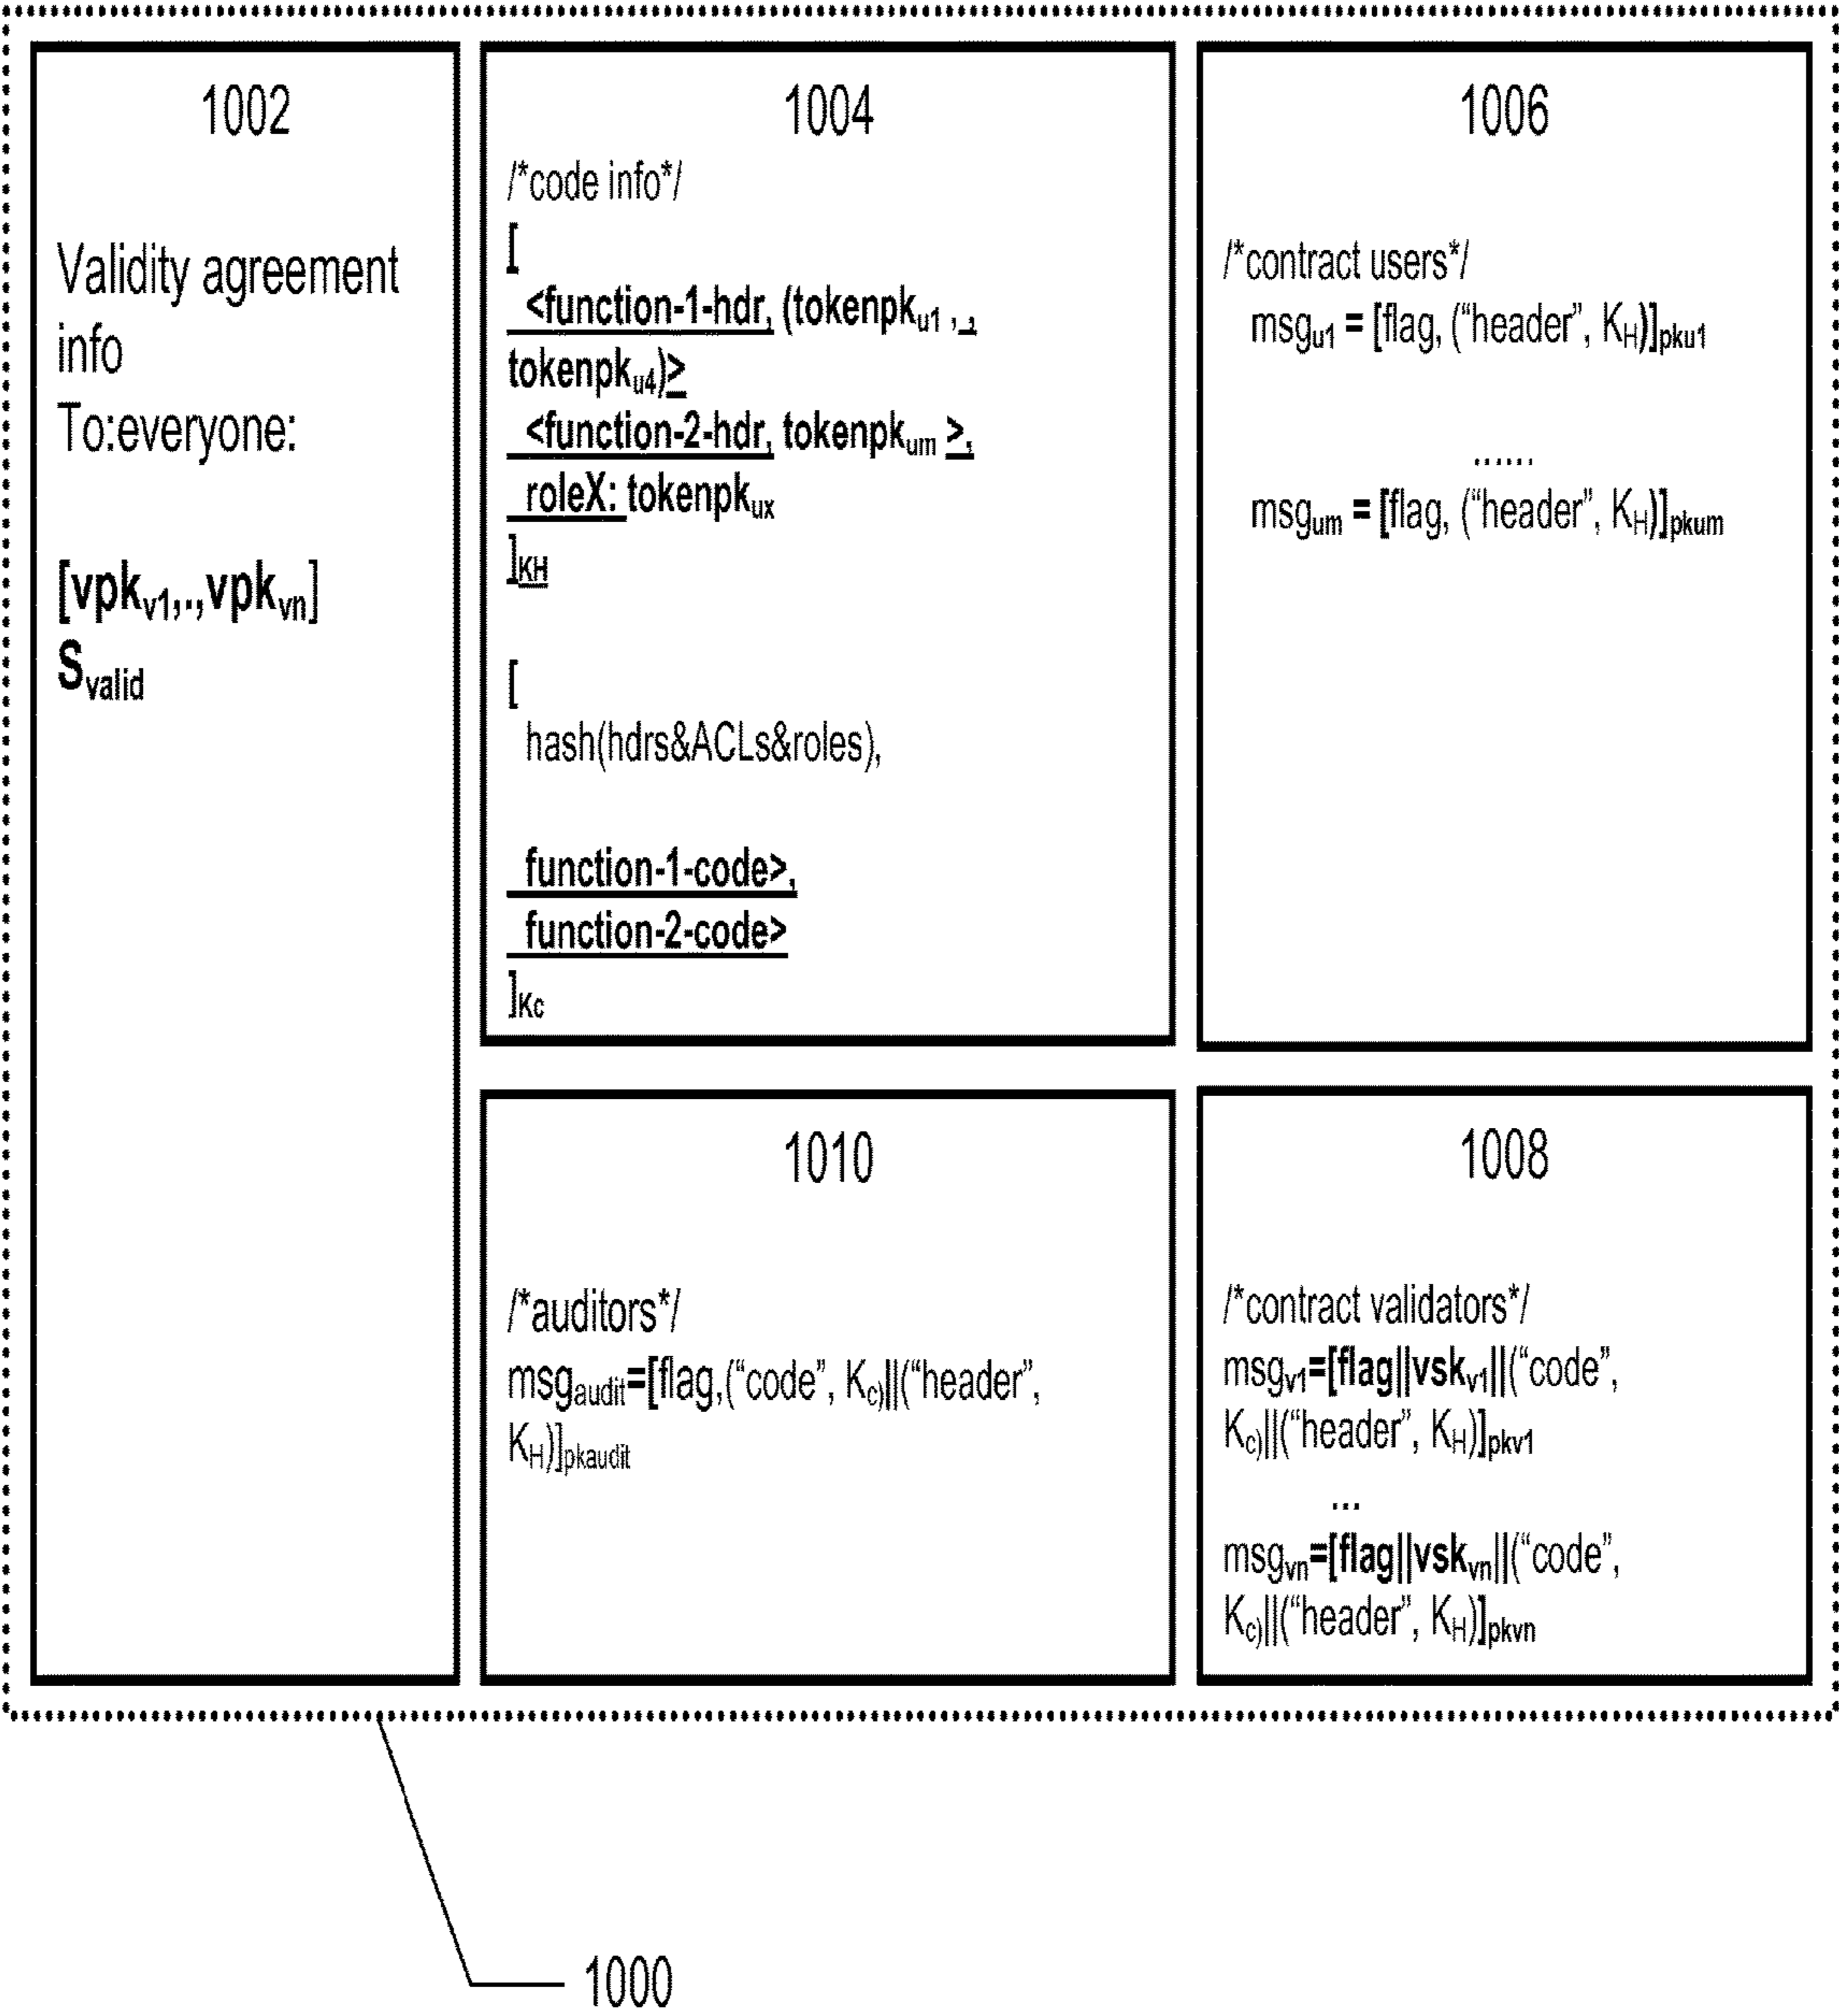 1002
Validity agreement
info
To:everyone:
[vpkv1,.,vpkvn]
Svalid
1004
/*code info*/
[
<function-1-hdr, (tokenpku1 , ,
tokenpku4)≥
<function-2-hdr, tokenpkum >,
roleX: tokenpkux
]KH
[
hash(hdrs&ACLs&roles),
function-1-code>,
function-2-code>
]Kc
1006
/*contract users*/
msgu1 = [flag, (“header”, KH)]pku1
......
msgum = [flag, (“header”, KH)]pkum
1010
/*auditors*/
msgaudit=[flag,(“code”, Kc)||(“header”,
KH)]pkaudit
1008
/*contract validators*/
msgv1=[flag||vskv1||(“code”,
Kc)||(“header”, KH)]pkv1
...
msgvn=[flag||vskvn||(“code”,
Kc)||(“header”, KH)]pkvn
1000